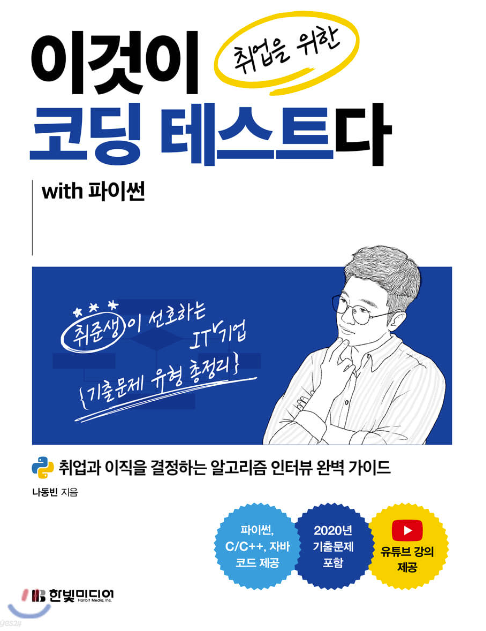 이것이
취업을 위한
코딩 테스트다
with 파이썬
취준생이 선호하는
IT기업
{기출문제 유형 총정리}
취업과 이직을 결정하는 알고리즘 인터뷰 완벽 가이드
나동빈 지음
파이썬,
C/C++, 자바
코드 제공
2020년
기출문제
포함
유튜브 강의
제공
한빛미디어
Hanbit Media, Inc.
yes24